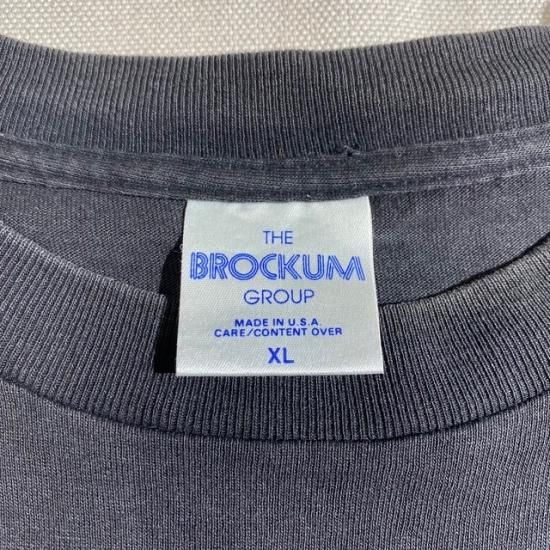 THE
BROCKUM
GROUP
MADE IN U.S.A.
CARE/CONTENT OVER
XL